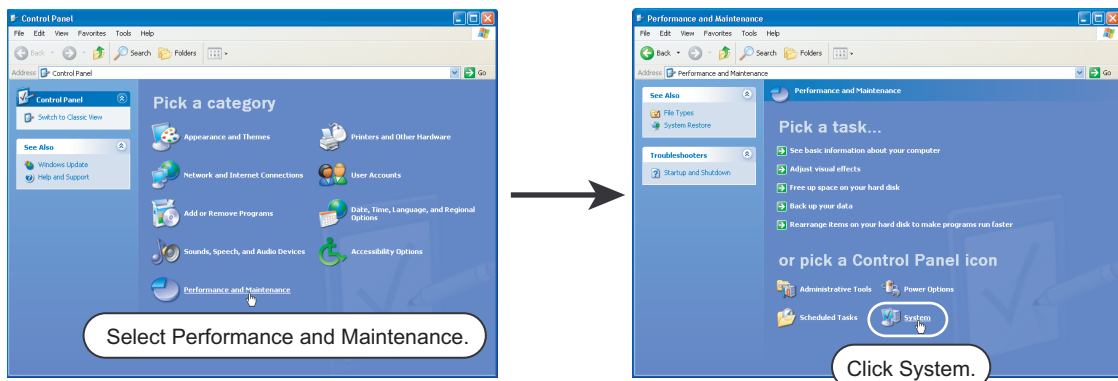 Control Panel
File Edit View Favorites Tools Help
Back Search Folders
Address Control Panel Go
Control Panel
Switch to Classic View
See Also
Windows Update
Help and Support
Pick a category
Appearance and Themes
Printers and Other Hardware
Network and Internet Connections
User Accounts
Add or Remove Programs
Date, Time, Language, and Regional
Options
Sounds, Speech, and Audio Devices
Accessibility Options
Performance and Maintenance
Select Performance and Maintenance.
Performance and Maintenance
File Edit View Favorites Tools Help
Back Search Folders
Address Performance and Maintenance Go
See Also
File Types
System Restore
Troubleshooters
Startup and Shutdown
Performance and Maintenance
Pick a task...
See basic information about your computer
Adjust visual effects
Free up space on your hard disk
Back up your data
Rearrange items on your hard disk to make programs run faster
or pick a Control Panel icon
Administrative Tools
Power Options
Scheduled Tasks
System
Click System.